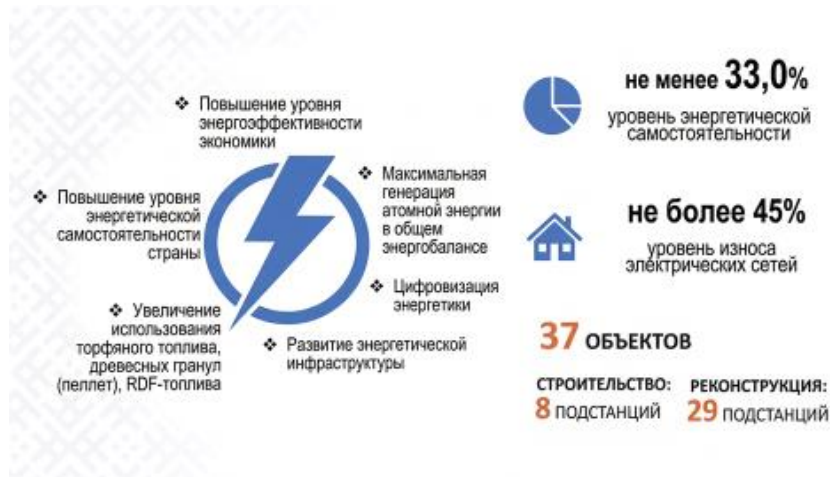 ❖ Повышение уровня
энергоэффективности
экономики
❖ Максимальная
генерация
атомной энергии
в общем
энергобалансе
❖ Повышение уровня
энергетической
самостоятельности
страны
❖ Цифровизация
энергетики
❖ Увеличение
использования
торфяного топлива,
древесных гранул
(пеллет), RDF-топлива
❖ Развитие энергетической
инфраструктуры
не менее 33,0%
уровень энергетической
самостоятельности
не более 45%
уровень износа
электрических сетей
37 ОБЪЕКТОВ
СТРОИТЕЛЬСТВО:
8 ПОДСТАНЦИЙ
РЕКОНСТРУКЦИЯ:
29 ПОДСТАНЦИЙ